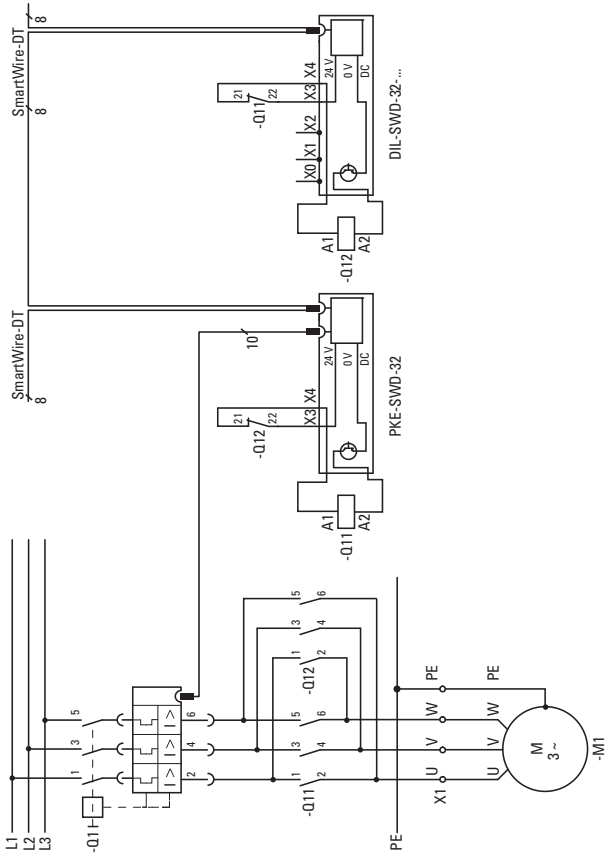 L1
L2
L3
-Q1
1
3
5
I>
I>
I>
2
4
6
-Q11
1
3
5
2
4
6
-Q12
1
3
5
2
4
6
PE
X1
U
V
W
PE
U
V
W
PE
M
3 ~
-M1
SmartWire-DT
8
10
-Q12
21
22
X3
X4
A1
A2
-Q11
24 V
0 V
DC
PKE-SWD-32
SmartWire-DT
8
8
-Q11
21
22
X0
X1
X2
X3
X4
A1
A2
-Q12
24 V
0 V
DC
DIL-SWD-32-...